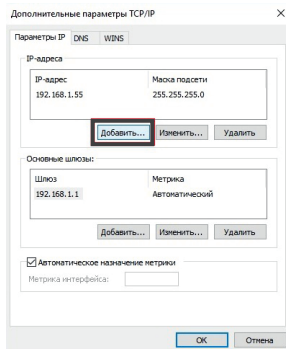 Дополнительные параметры TCP/IP
Параметры IP DNS WINS
IP-адреса
IP-адрес Маска подсети
192.168.1.55 255.255.255.0
Добавить... Изменить... Удалить
Основные шлюзы:
Шлюз Метрика
192.168.1.1 Автоматический
Добавить... Изменить... Удалить
Автоматическое назначение метрики
Метрика интерфейса:
OK Отмена